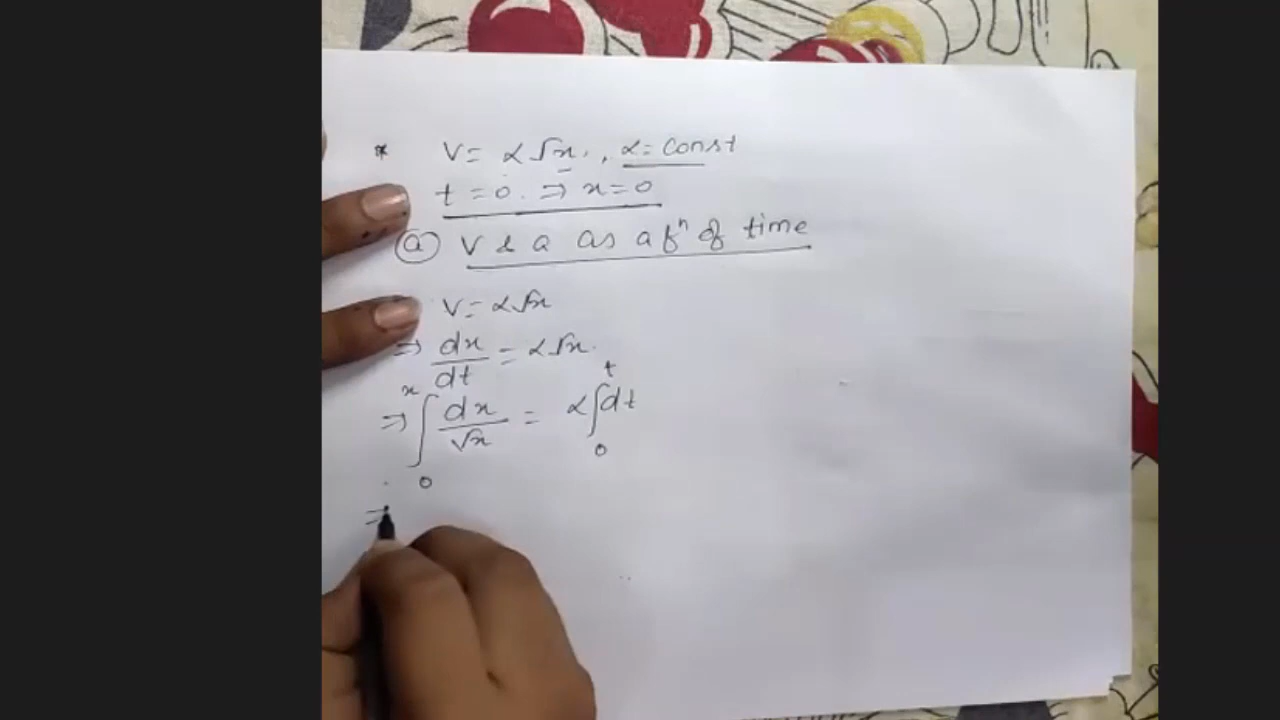 * V = α√x. , α = const
t = 0. ⇒ x = 0
(a) V & a as a fⁿ of time
V = α√x
⇒ dx/dt = α√x.
⇒ ∫₀ˣ dx/√x = α∫₀ᵗ dt
=